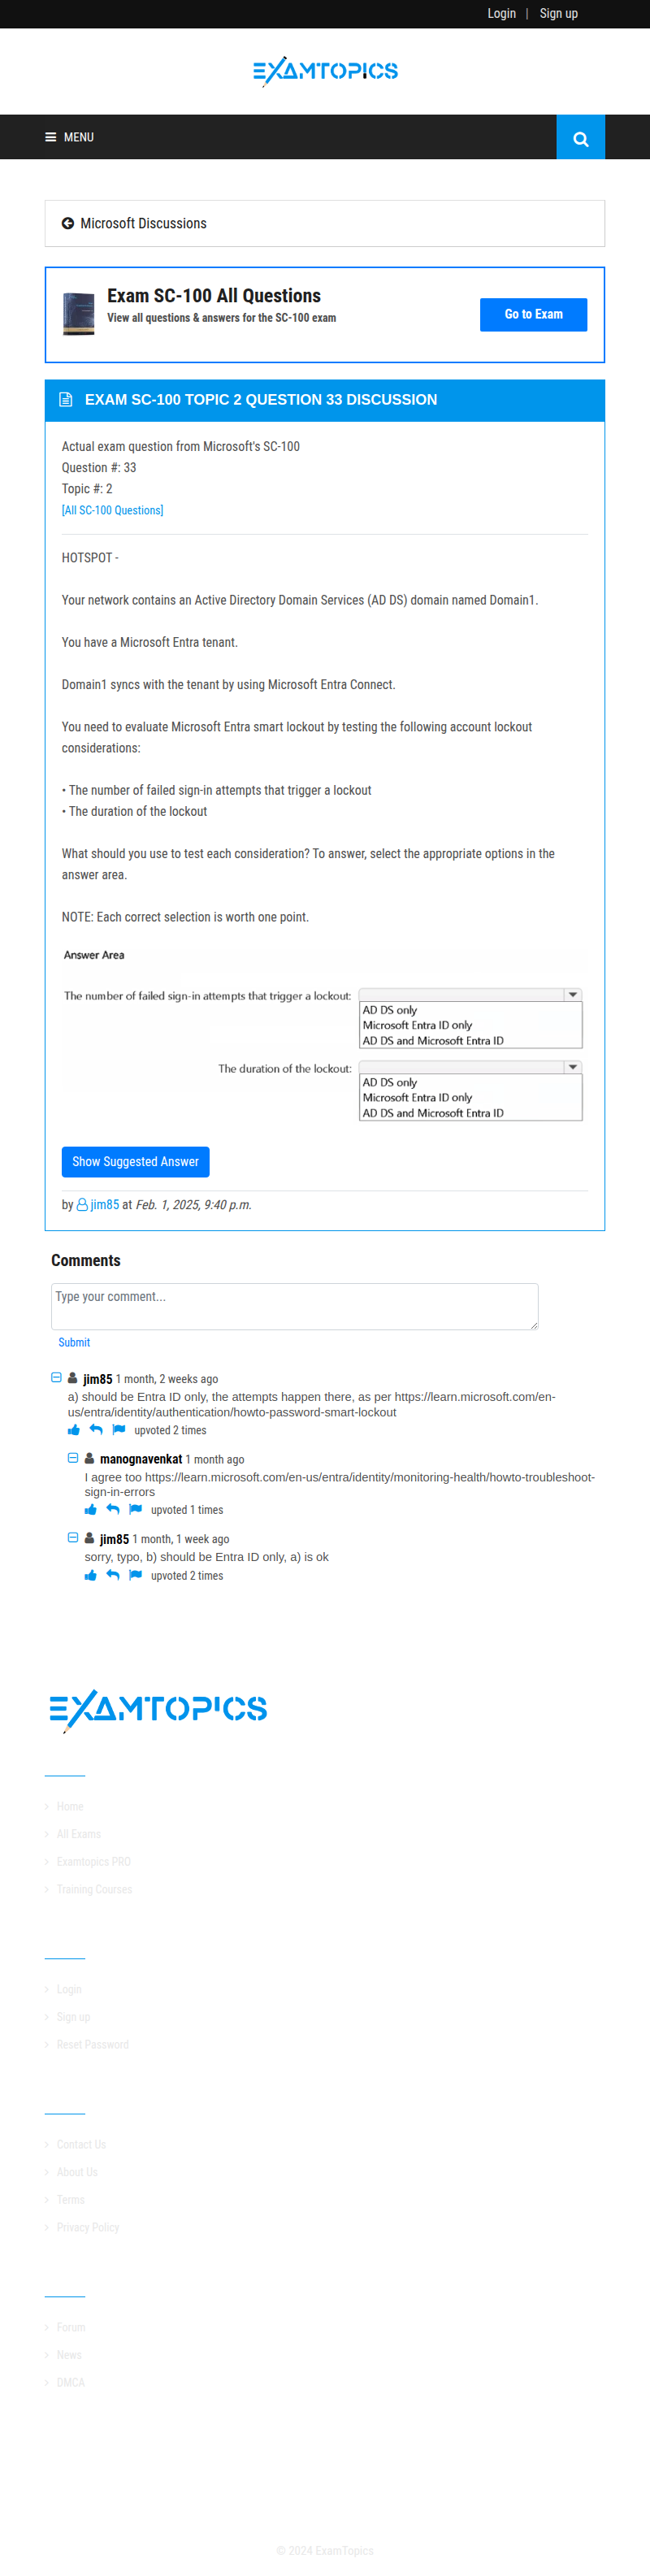 Login | Sign up
EXAMTOPICS
MENU
Microsoft Discussions
Exam SC-100 All Questions
View all questions & answers for the SC-100 exam
Go to Exam
EXAM SC-100 TOPIC 2 QUESTION 33 DISCUSSION
Actual exam question from Microsoft's SC-100
Question #: 33
Topic #: 2
[All SC-100 Questions]
HOTSPOT -
Your network contains an Active Directory Domain Services (AD DS) domain named Domain1.
You have a Microsoft Entra tenant.
Domain1 syncs with the tenant by using Microsoft Entra Connect.
You need to evaluate Microsoft Entra smart lockout by testing the following account lockout
considerations:
• The number of failed sign-in attempts that trigger a lockout
• The duration of the lockout
What should you use to test each consideration? To answer, select the appropriate options in the
answer area.
NOTE: Each correct selection is worth one point.
Answer Area
The number of failed sign-in attempts that trigger a lockout:
AD DS only
Microsoft Entra ID only
AD DS and Microsoft Entra ID
The duration of the lockout:
AD DS only
Microsoft Entra ID only
AD DS and Microsoft Entra ID
Show Suggested Answer
by jim85 at Feb. 1, 2025, 9:40 p.m.
Comments
Type your comment...
Submit
jim85 1 month, 2 weeks ago
a) should be Entra ID only, the attempts happen there, as per https://learn.microsoft.com/en-
us/entra/identity/authentication/howto-password-smart-lockout
upvoted 2 times
manognavenkat 1 month ago
I agree too https://learn.microsoft.com/en-us/entra/identity/monitoring-health/howto-troubleshoot-
sign-in-errors
upvoted 1 times
jim85 1 month, 1 week ago
sorry, typo, b) should be Entra ID only, a) is ok
upvoted 2 times
EXAMTOPICS
Home
All Exams
Examtopics PRO
Training Courses
Login
Sign up
Reset Password
Contact Us
About Us
Terms
Privacy Policy
Forum
News
DMCA
© 2024 ExamTopics